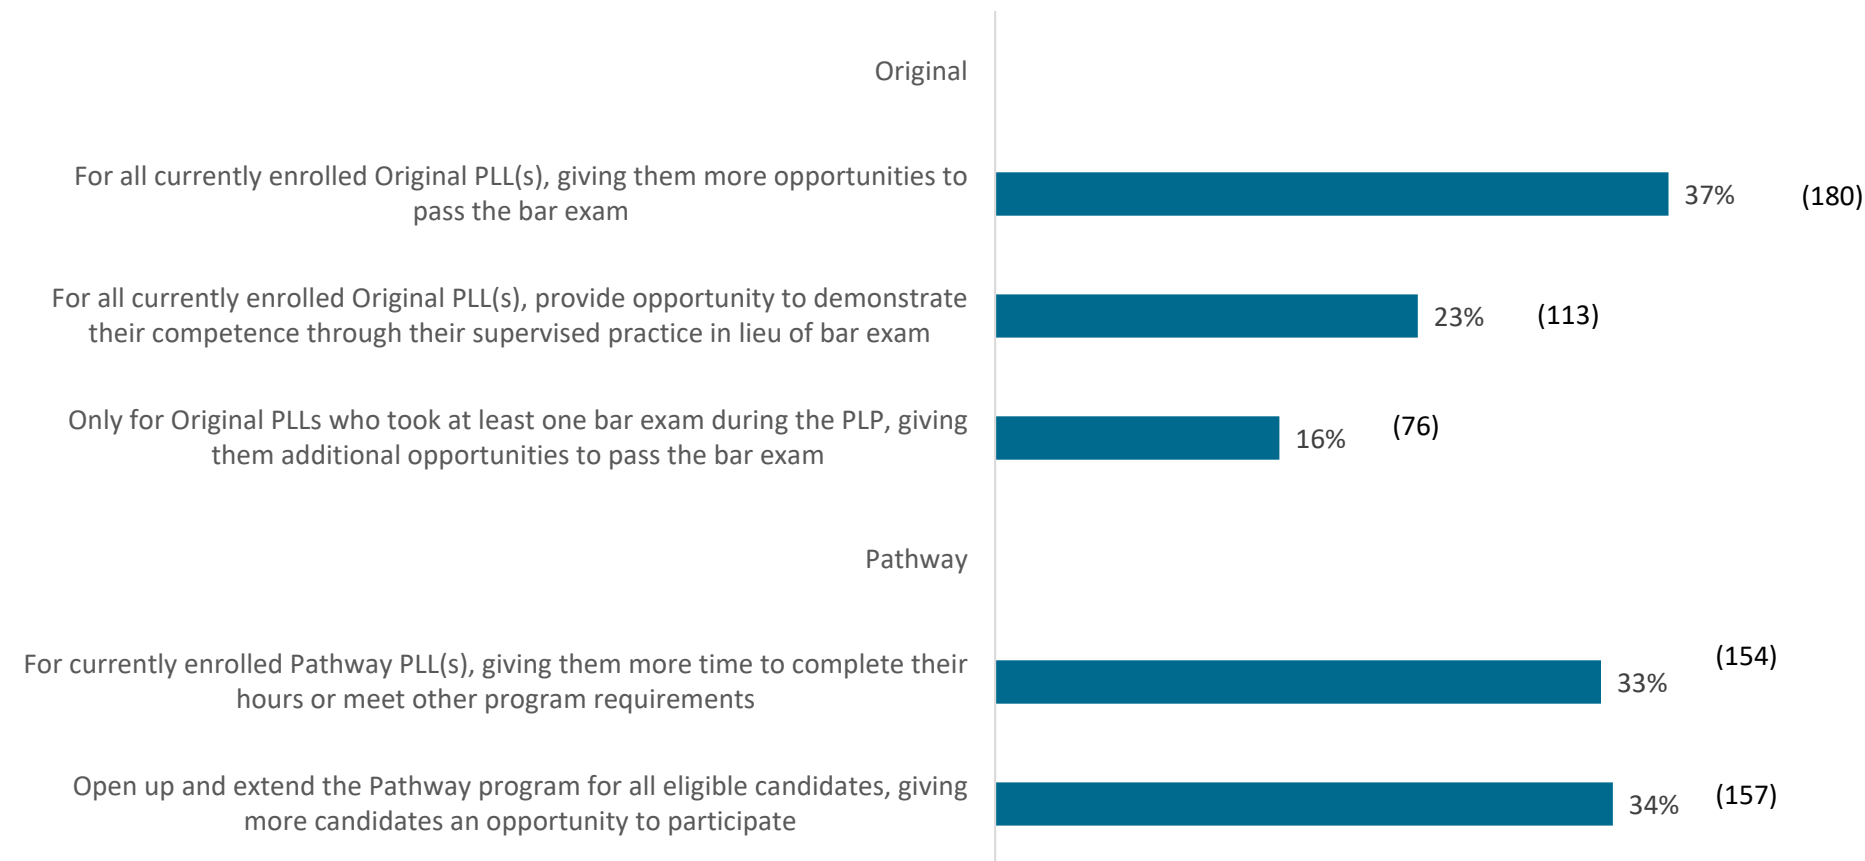 Original
For all currently enrolled Original PLL(s), giving them more opportunities to
pass the bar exam
37% (180)
For all currently enrolled Original PLL(s), provide opportunity to demonstrate
their competence through their supervised practice in lieu of bar exam
23% (113)
Only for Original PLLs who took at least one bar exam during the PLP, giving
them additional opportunities to pass the bar exam
16% (76)
Pathway
For currently enrolled Pathway PLL(s), giving them more time to complete their
hours or meet other program requirements
33% (154)
Open up and extend the Pathway program for all eligible candidates, giving
more candidates an opportunity to participate
34% (157)